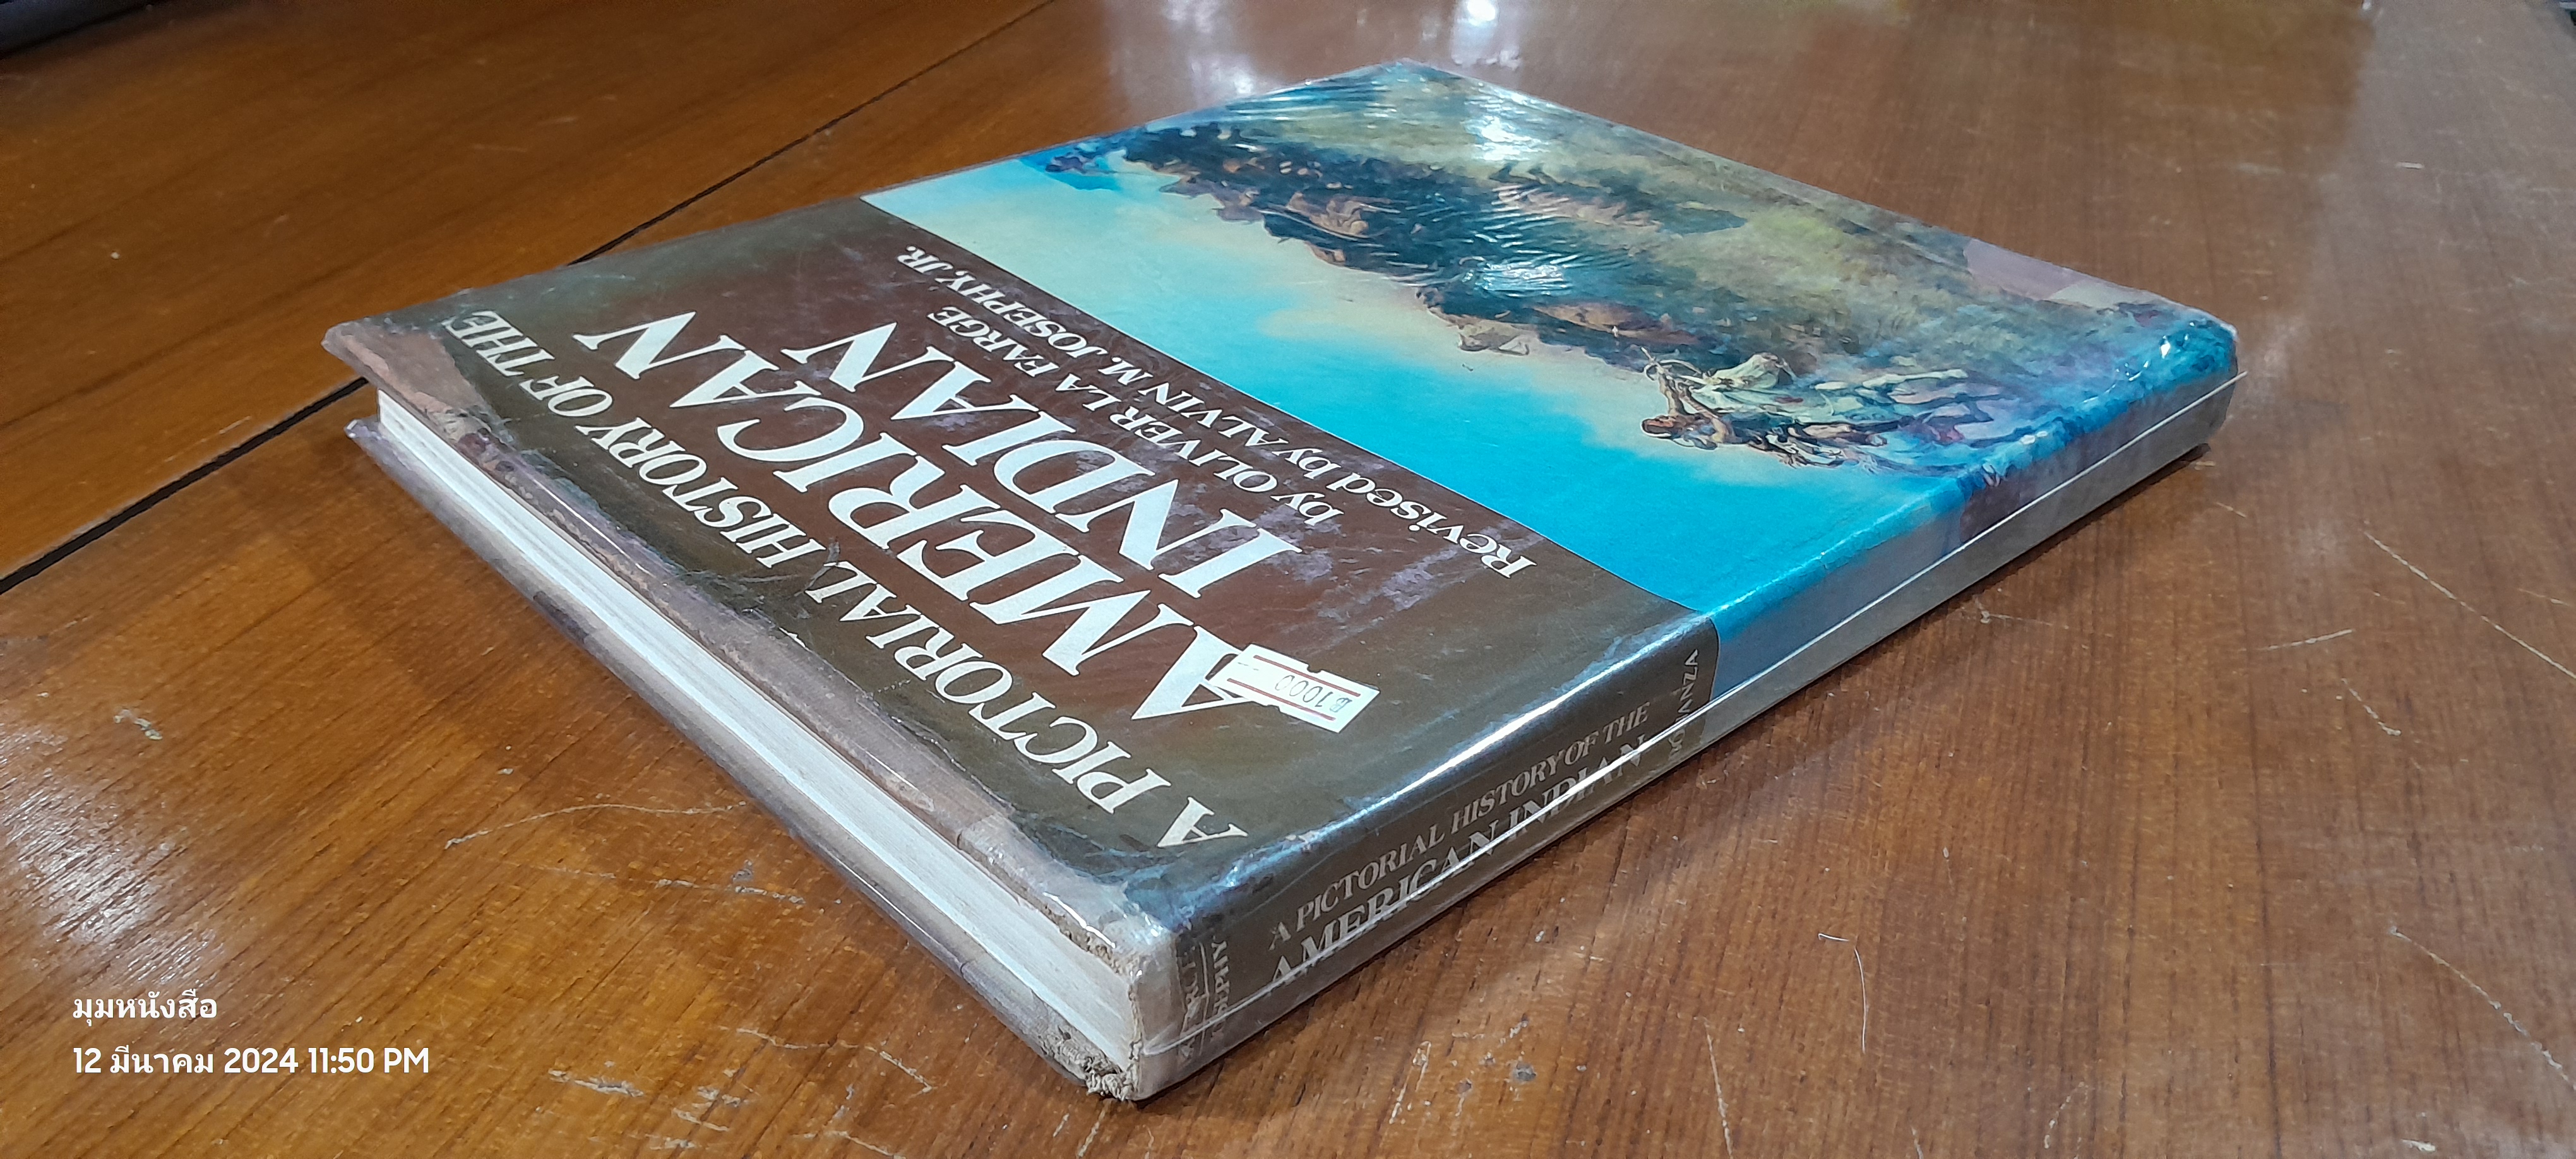 A PICTORIAL HISTORY OF THE
AMERICAN
INDIAN
by OLIVER LA FARGE
Revised by ALVIN M. JOSEPHY, JR.
฿1000
A PICTORIAL HISTORY OF THE
AMERICAN INDIAN
มุมหนังสือ
12 มีนาคม 2024 11:50 PM